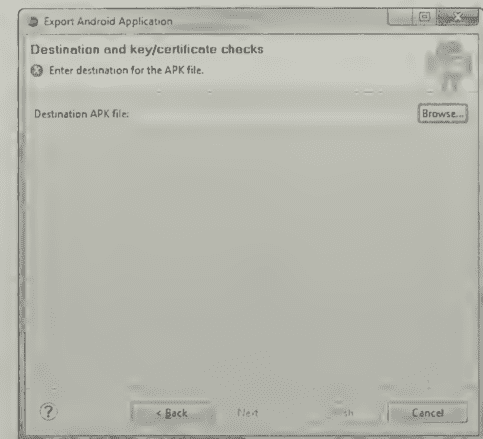 Export Android Application
Destination and key/certificate checks
Enter destination for the APK file.
Destination APK file:
Browse...
?
< Back
Next
Cancel